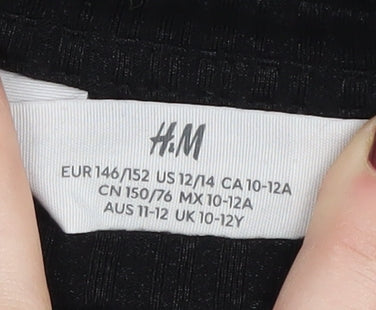 H&M
EUR 146/152 US 12/14 CA 10-12A
CN 150/76 MX 10-12A
AUS 11-12 UK 10-12Y